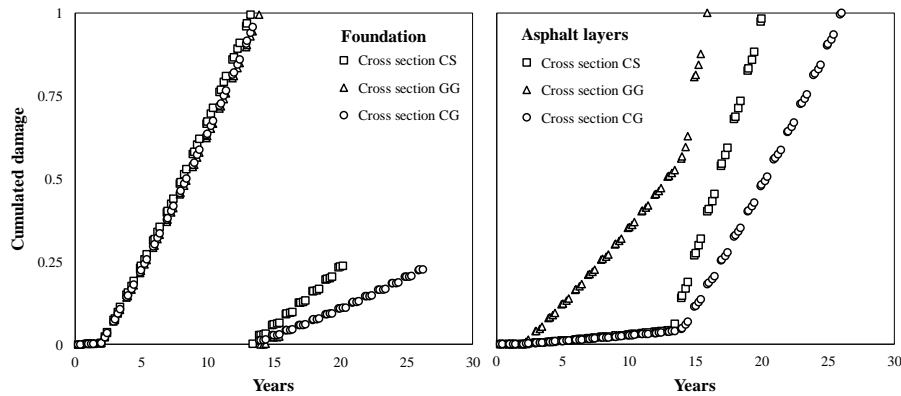 Cumulated damage
1
0.75
0.5
0.25
0
Foundation
Cross section CS
Cross section GG
Cross section CG
0 5 10 15 20 25 30
Years
Asphalt layers
Cross section CS
Cross section GG
Cross section CG
0 5 10 15 20 25 30
Years